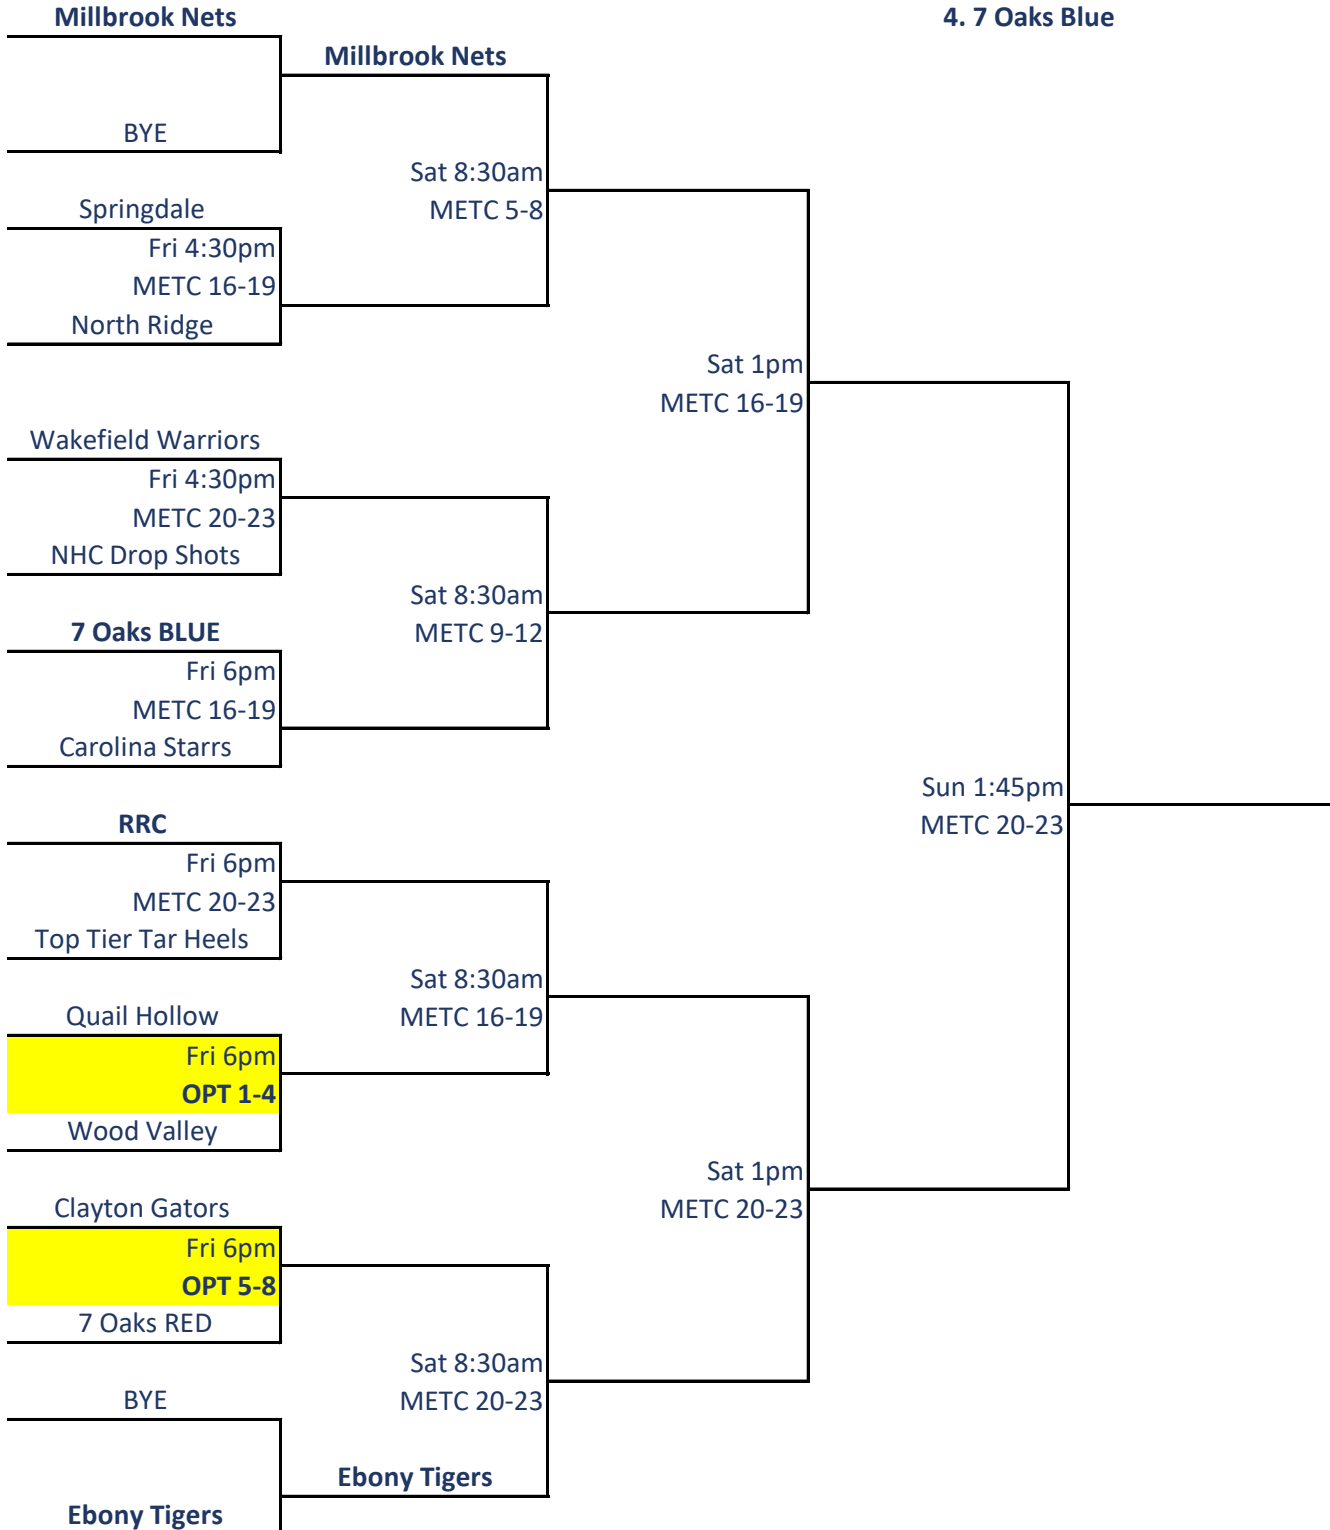 Millbrook Nets
4. 7 Oaks Blue
Millbrook Nets
BYE
Sat 8:30am
METC 5-8
Springdale
Fri 4:30pm
METC 16-19
North Ridge
Sat 1pm
METC 16-19
Wakefield Warriors
Fri 4:30pm
METC 20-23
NHC Drop Shots
Sat 8:30am
METC 9-12
7 Oaks BLUE
Fri 6pm
METC 16-19
Carolina Starrs
Sun 1:45pm
METC 20-23
RRC
Fri 6pm
METC 20-23
Top Tier Tar Heels
Sat 8:30am
METC 16-19
Quail Hollow
Fri 6pm
OPT 1-4
Wood Valley
Sat 1pm
METC 20-23
Clayton Gators
Fri 6pm
OPT 5-8
7 Oaks RED
Sat 8:30am
METC 20-23
BYE
Ebony Tigers
Ebony Tigers